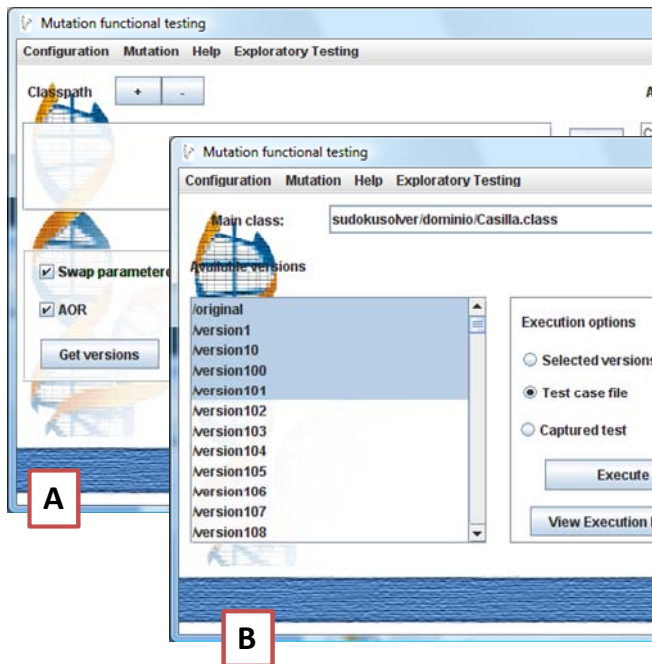 Mutation functional testing
Configuration Mutation Help Exploratory Testing
Classpath + -
Swap parametere
AOR
Get versions
A
Mutation functional testing
Configuration Mutation Help Exploratory Testing
Main class: sudokusolver/dominio/Casilla.class
Available versions
/original
/version1
/version10
/version100
/version101
/version102
/version103
/version104
/version105
/version106
/version107
/version108
Execution options
Selected versions
Test case file
Captured test
Execute
View Execution
B